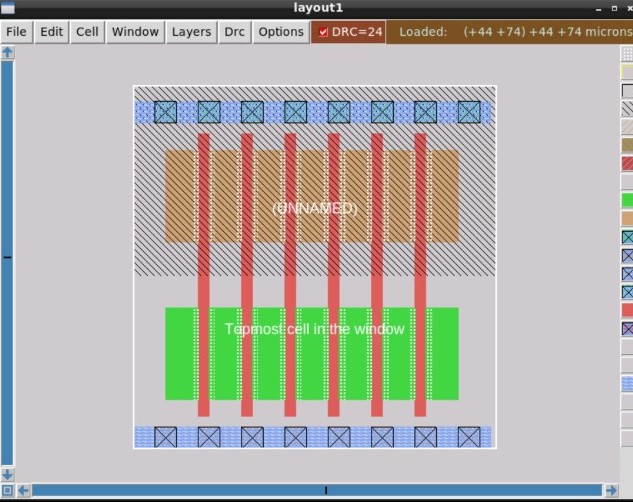 layout1
File Edit Cell Window Layers Drc Options DRC=24 Loaded: (+44 +74) +44 +74 microns
(UNNAMED)
Topmost cell in the window